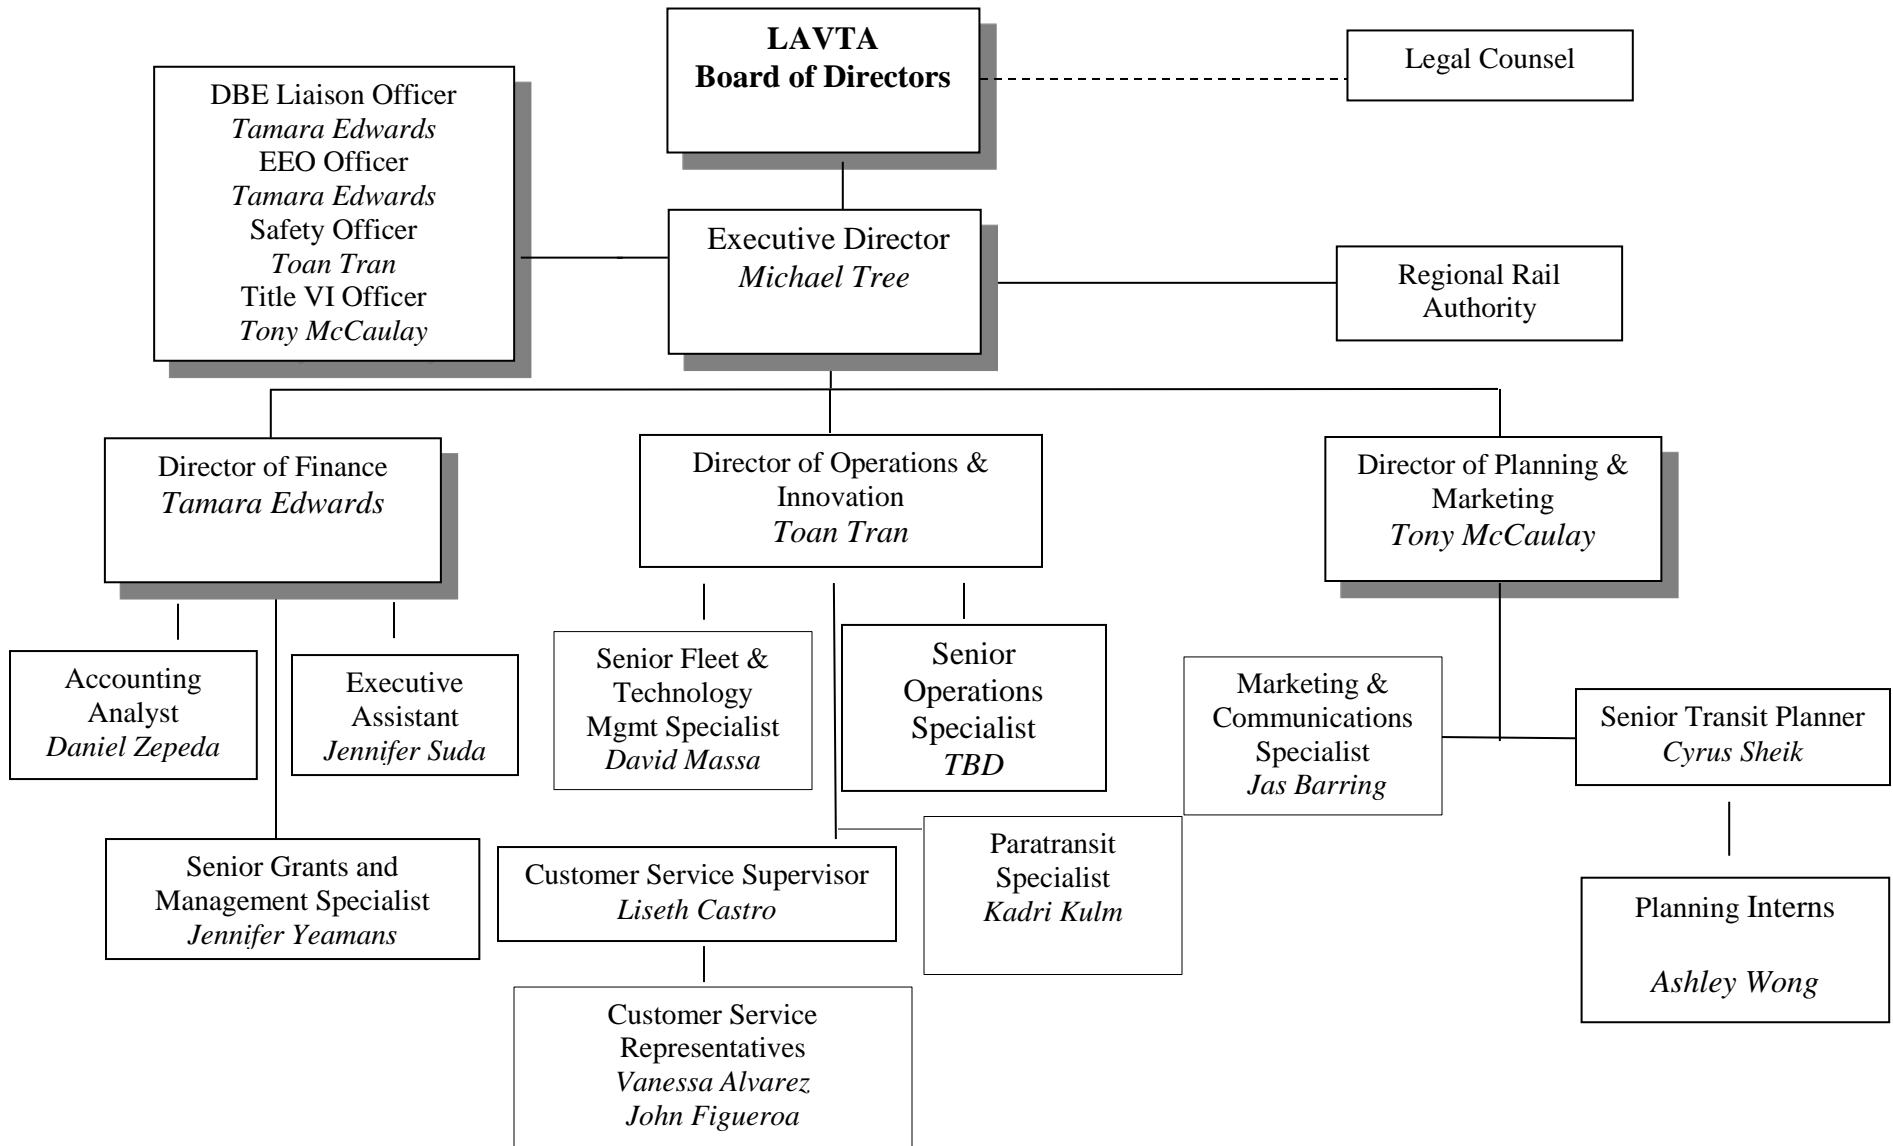 LAVTA
Board of Directors
Legal Counsel
DBE Liaison Officer
Tamara Edwards
EEO Officer
Tamara Edwards
Safety Officer
Toan Tran
Title VI Officer
Tony McCaulay
Executive Director
Michael Tree
Regional Rail
Authority
Director of Finance
Tamara Edwards
Director of Operations &
Innovation
Toan Tran
Director of Planning &
Marketing
Tony McCaulay
Accounting
Analyst
Daniel Zepeda
Executive
Assistant
Jennifer Suda
Senior Fleet &
Technology
Mgmt Specialist
David Massa
Senior
Operations
Specialist
TBD
Marketing &
Communications
Specialist
Jas Barring
Senior Transit Planner
Cyrus Sheik
Senior Grants and
Management Specialist
Jennifer Yeamans
Customer Service Supervisor
Liseth Castro
Paratransit
Specialist
Kadri Kulm
Planning Interns
Ashley Wong
Customer Service
Representatives
Vanessa Alvarez
John Figueroa